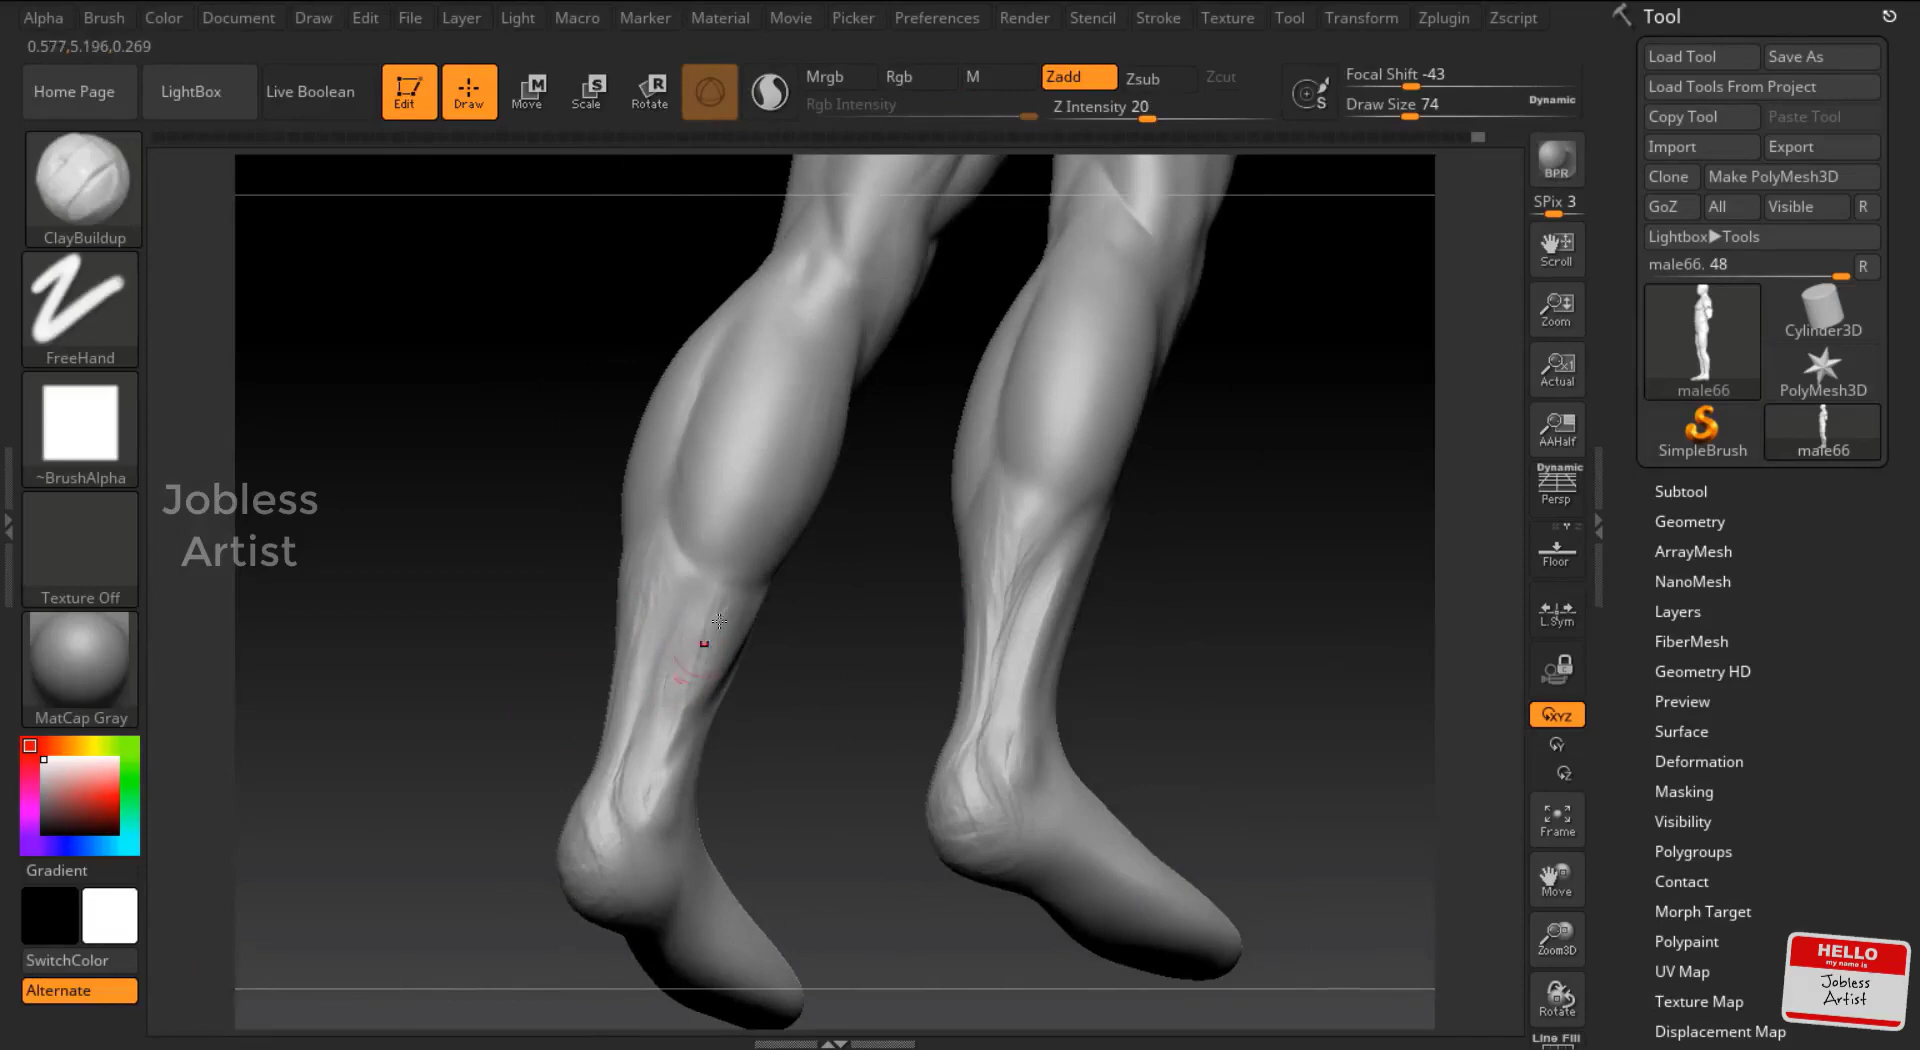 Alpha Brush Color Document Draw Edit File Layer Light Macro Marker Material Movie Picker Preferences Render Stencil Stroke Texture Tool Transform Zplugin Zscript
0.577,5.196,0.269
Home Page LightBox Live Boolean Edit Draw Move Scale Rotate
M S R
Mrgb Rgb M Zadd Zsub Zcut
Rgb Intensity Z Intensity 20
S Focal Shift -43
Draw Size 74 Dynamic
ClayBuildup
FreeHand
~BrushAlpha
Texture Off
MatCap Gray
Gradient
SwitchColor
Alternate
Jobless
Artist
BPR
SPix 3
Scroll
Zoom
Actual
AAHalf
Dynamic
Persp
Floor
L.Sym
XYZ
Y
Z
Frame
Move
Zoom3D
Rotate
Line Fill
Tool
Load Tool Save As
Load Tools From Project
Copy Tool Paste Tool
Import Export
Clone Make PolyMesh3D
GoZ All Visible R
Lightbox▶Tools
male66. 48 R
male66 Cylinder3D
PolyMesh3D
SimpleBrush male66
Subtool
Geometry
ArrayMesh
NanoMesh
Layers
FiberMesh
Geometry HD
Preview
Surface
Deformation
Masking
Visibility
Polygroups
Contact
Morph Target
Polypaint
UV Map
Texture Map
Displacement Map
HELLO
my name is
Jobless
Artist